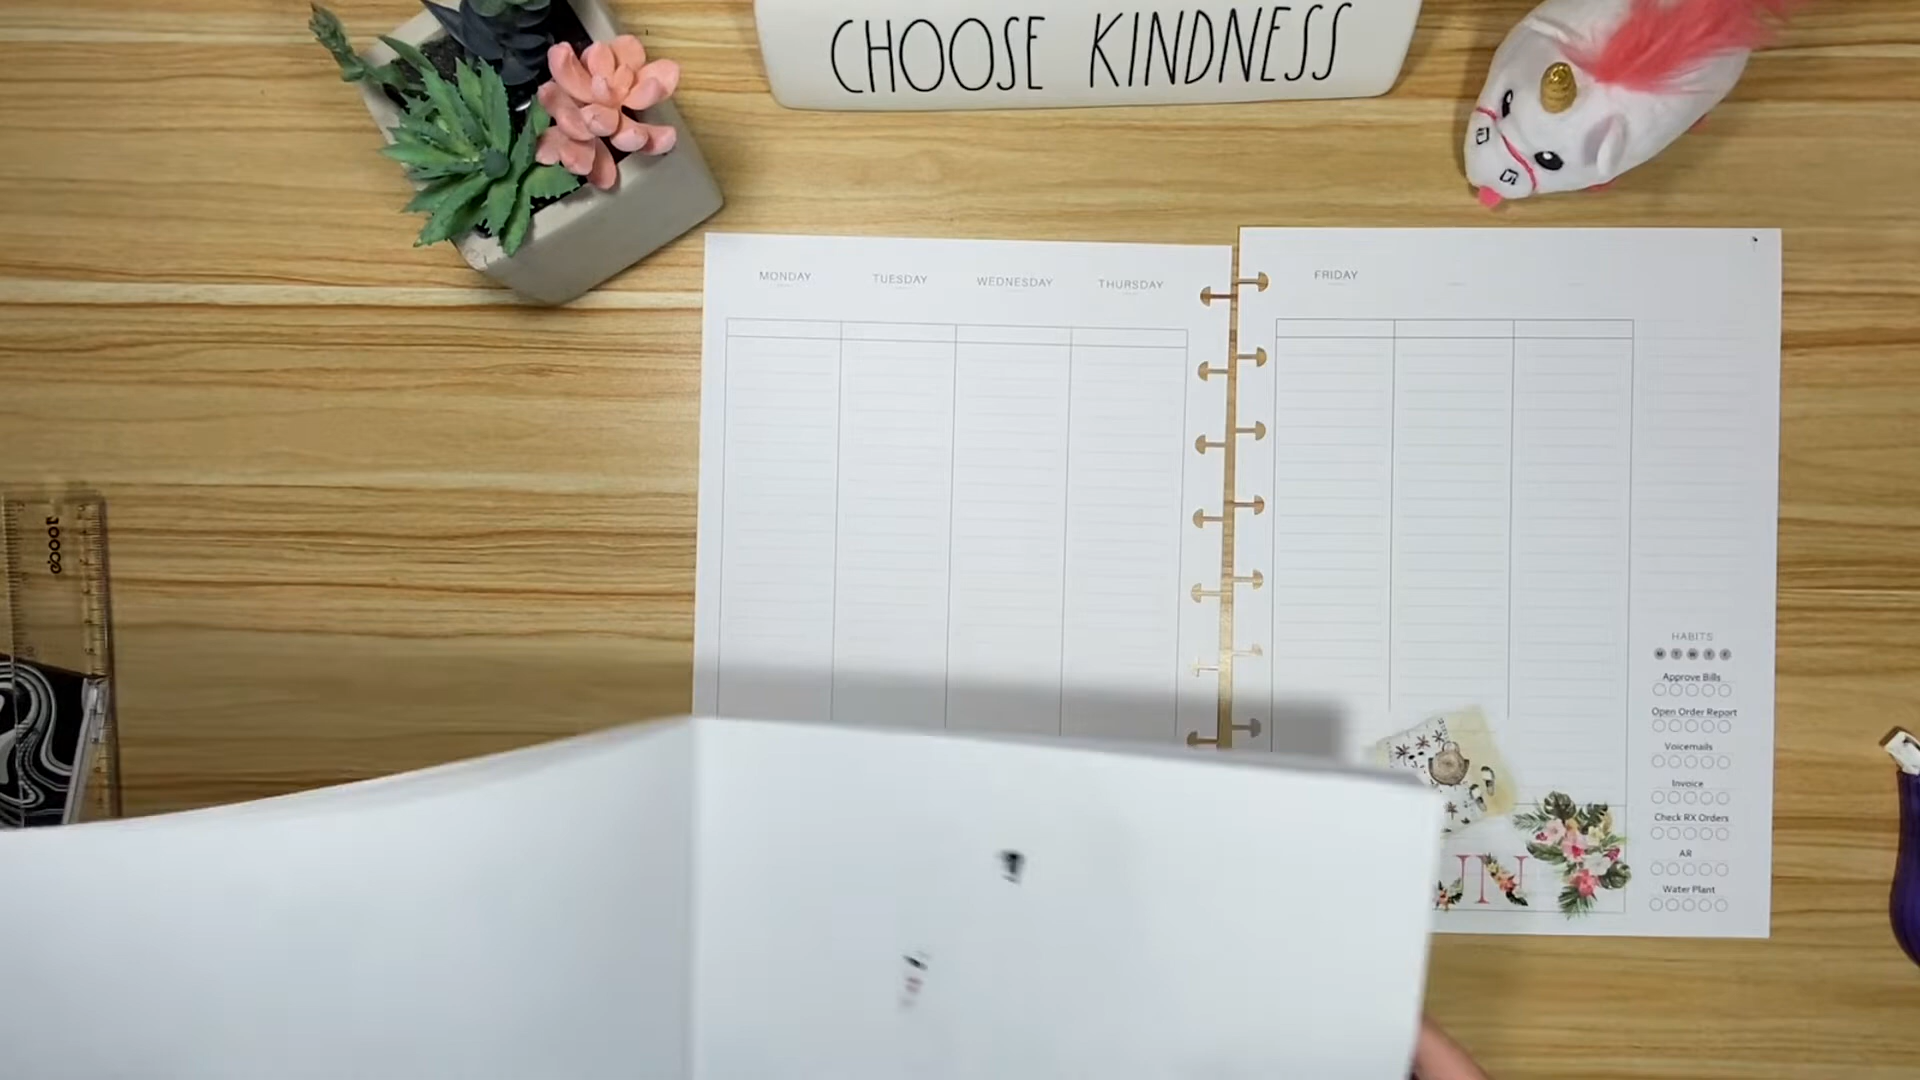 CHOOSE KINDNESS
MONDAY TUESDAY WEDNESDAY THURSDAY FRIDAY
HABITS
M T W T F
Approve Bills
Open Order Report
Voicemails
Invoice
Check RX Orders
AR
Water Plant